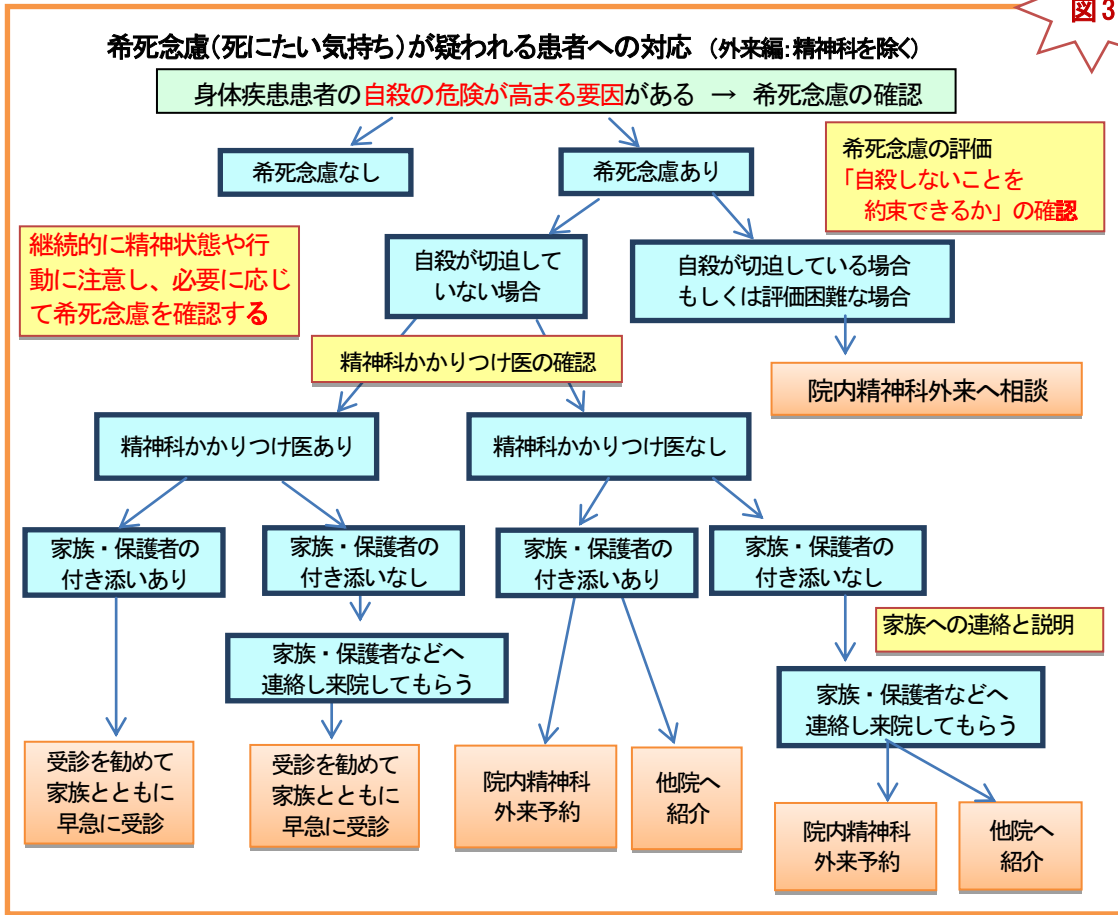 図3
希死念慮(死にたい気持ち)が疑われる患者への対応 (外来編:精神科を除く)
身体疾患患者の自殺の危険が高まる要因がある → 希死念慮の確認
希死念慮なし
希死念慮あり
希死念慮の評価
「自殺しないことを
約束できるか」の確認
継続的に精神状態や行
動に注意し、必要に応じ
て希死念慮を確認する
自殺が切迫して
いない場合
自殺が切迫している場合
もしくは評価困難な場合
精神科かかりつけ医の確認
院内精神科外来へ相談
精神科かかりつけ医あり
精神科かかりつけ医なし
家族・保護者の
付き添いあり
家族・保護者の
付き添いなし
家族・保護者の
付き添いあり
家族・保護者の
付き添いなし
家族への連絡と説明
家族・保護者などへ
連絡し来院してもらう
家族・保護者などへ
連絡し来院してもらう
受診を勧めて
家族とともに
早急に受診
受診を勧めて
家族とともに
早急に受診
院内精神科
外来予約
他院へ
紹介
院内精神科
外来予約
他院へ
紹介